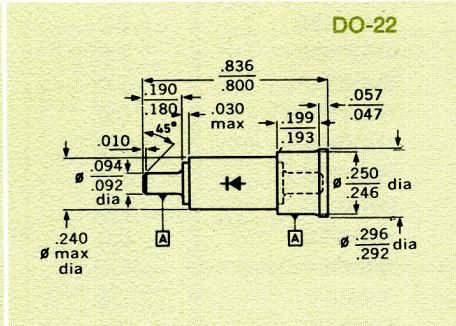 DO-22
.836
.800
.190
.180
.030
max
.199
.193
.057
.047
45°
.010
ø .094
.092
dia
ø .250
.246 dia
ø .240
max
dia
A
A
ø .296
.292 dia